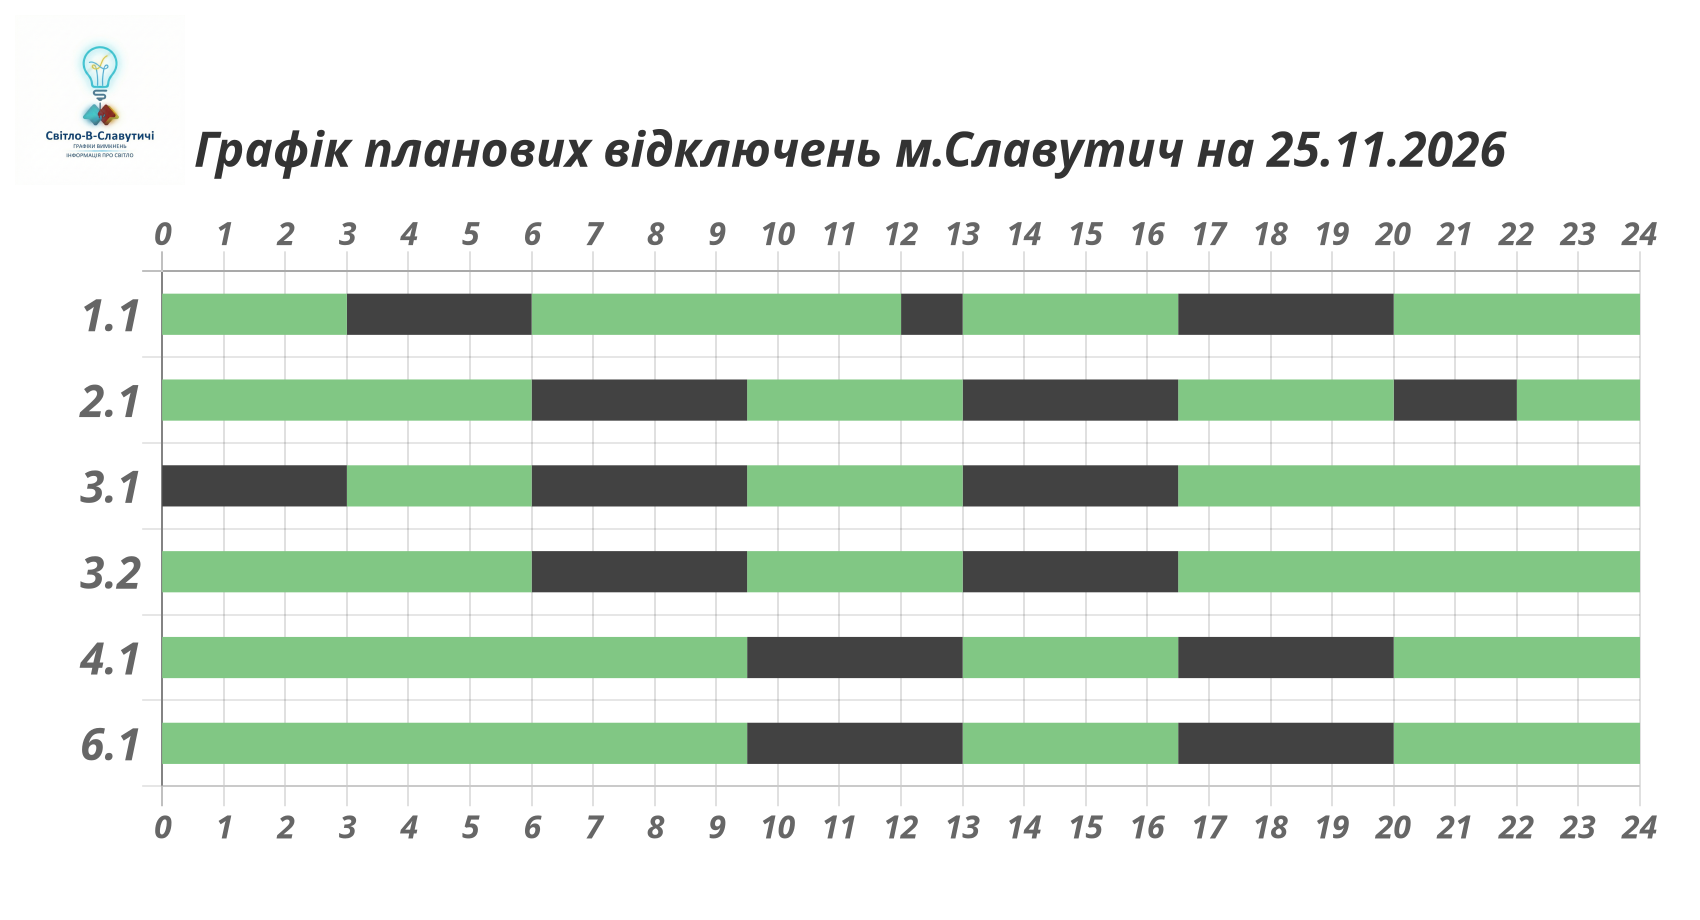 Світло-В-Славутичі
ГРАФІКИ ВИМКНЕНЬ
ІНФОРМАЦІЯ ПРО СВІТЛО
Графік планових відключень м.Славутич на 25.11.2026
0 1 2 3 4 5 6 7 8 9 10 11 12 13 14 15 16 17 18 19 20 21 22 23 24
1.1
2.1
3.1
3.2
4.1
6.1
0 1 2 3 4 5 6 7 8 9 10 11 12 13 14 15 16 17 18 19 20 21 22 23 24